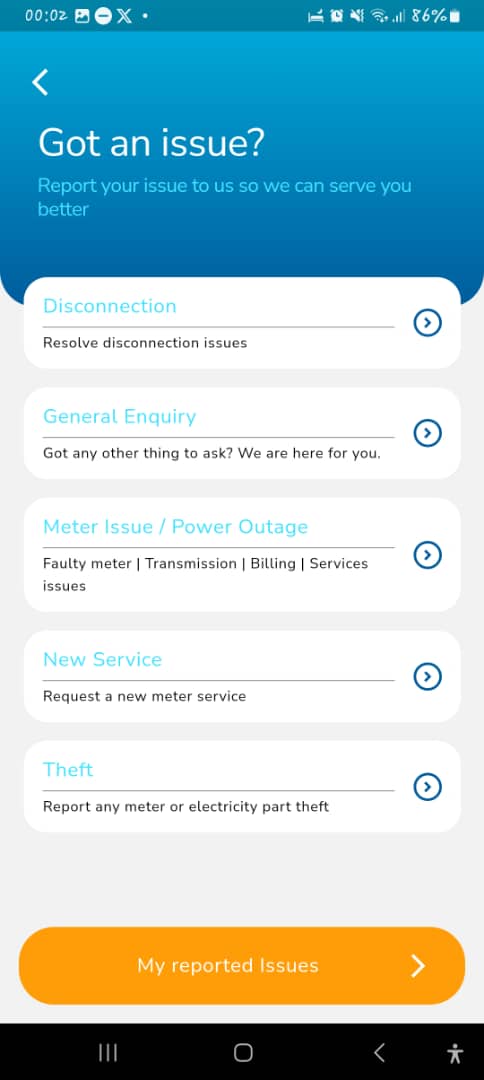 00:02 X 86%
Got an issue?
Report your issue to us so we can serve you
better
Disconnection
Resolve disconnection issues
General Enquiry
Got any other thing to ask? We are here for you.
Meter Issue / Power Outage
Faulty meter | Transmission | Billing | Services
issues
New Service
Request a new meter service
Theft
Report any meter or electricity part theft
My reported Issues